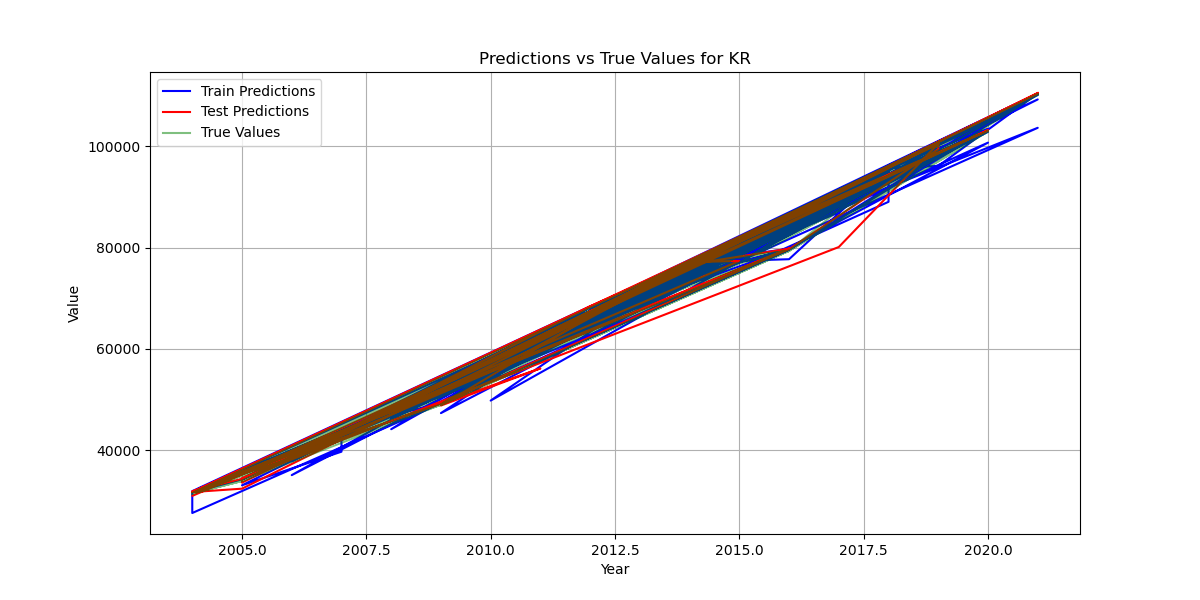 Predictions vs True Values for KR
Train Predictions
Test Predictions
True Values
100000
80000
60000
40000
Value
2005.0 2007.5 2010.0 2012.5 2015.0 2017.5 2020.0
Year